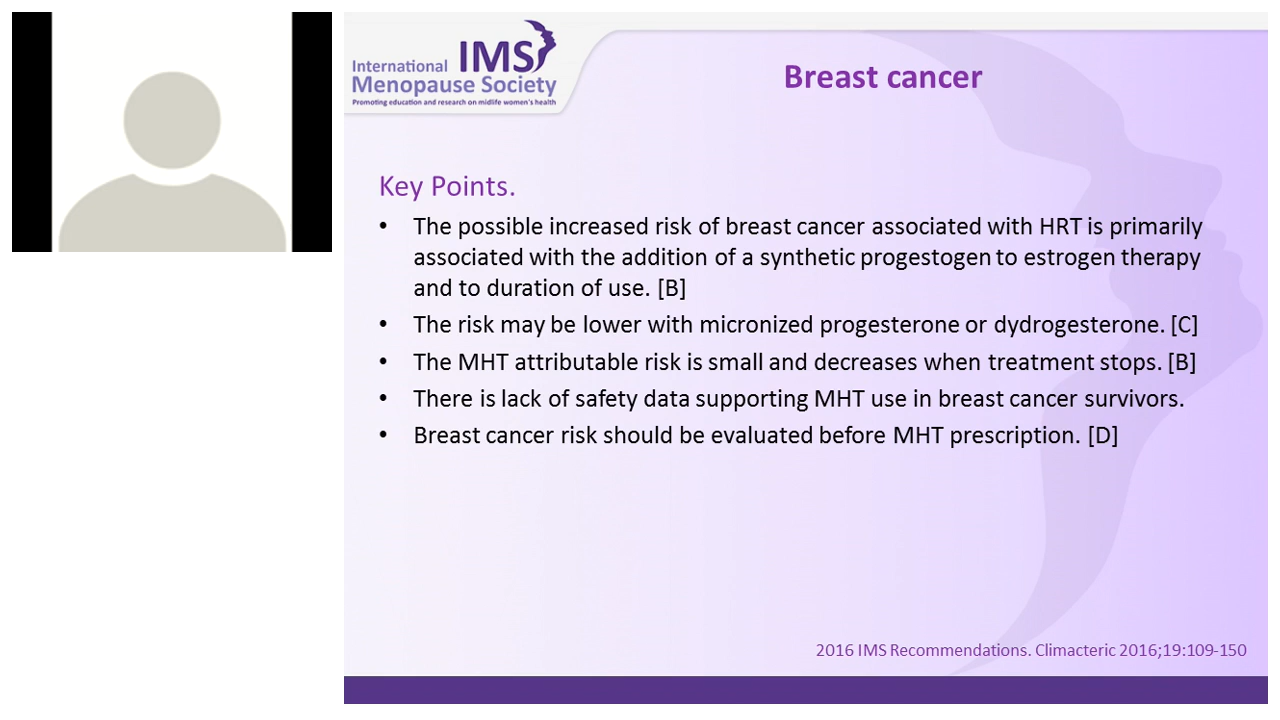 International IMS
Menopause Society
Promoting education and research on midlife women's health
Breast cancer
Key Points.
• The possible increased risk of breast cancer associated with HRT is primarily
associated with the addition of a synthetic progestogen to estrogen therapy
and to duration of use. [B]
• The risk may be lower with micronized progesterone or dydrogesterone. [C]
• The MHT attributable risk is small and decreases when treatment stops. [B]
• There is lack of safety data supporting MHT use in breast cancer survivors.
• Breast cancer risk should be evaluated before MHT prescription. [D]
2016 IMS Recommendations. Climacteric 2016;19:109-150